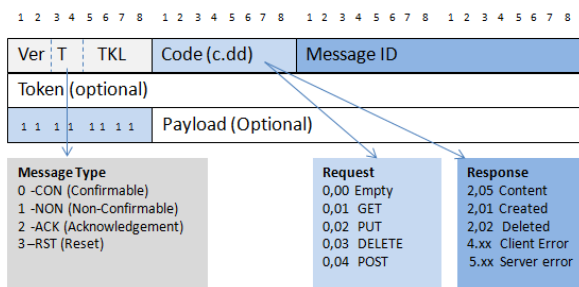 1 2 3 4 5 6 7 8 1 2 3 4 5 6 7 8 1 2 3 4 5 6 7 8 1 2 3 4 5 6 7 8
Ver T TKL Code (c.dd) Message ID
Token (optional)
1 1 1 1 1 1 1 1 Payload (Optional)
Message Type
0 -CON (Confirmable)
1 -NON (Non-Confirmable)
2 -ACK (Acknowledgement)
3–RST (Reset)
Request
0,00 Empty
0,01 GET
0,02 PUT
0,03 DELETE
0,04 POST
Response
2,05 Content
2,01 Created
2,02 Deleted
4.xx Client Error
5.xx Server error